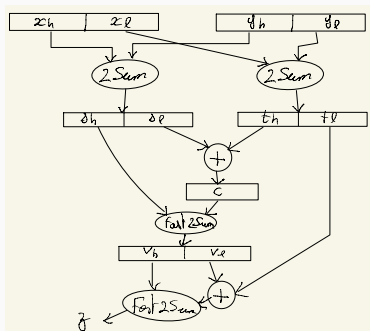 xh xl yh yl
2Sum 2Sum
sh sl th tl
+
c
Fast2Sum
vh vl
Fast2Sum +
z